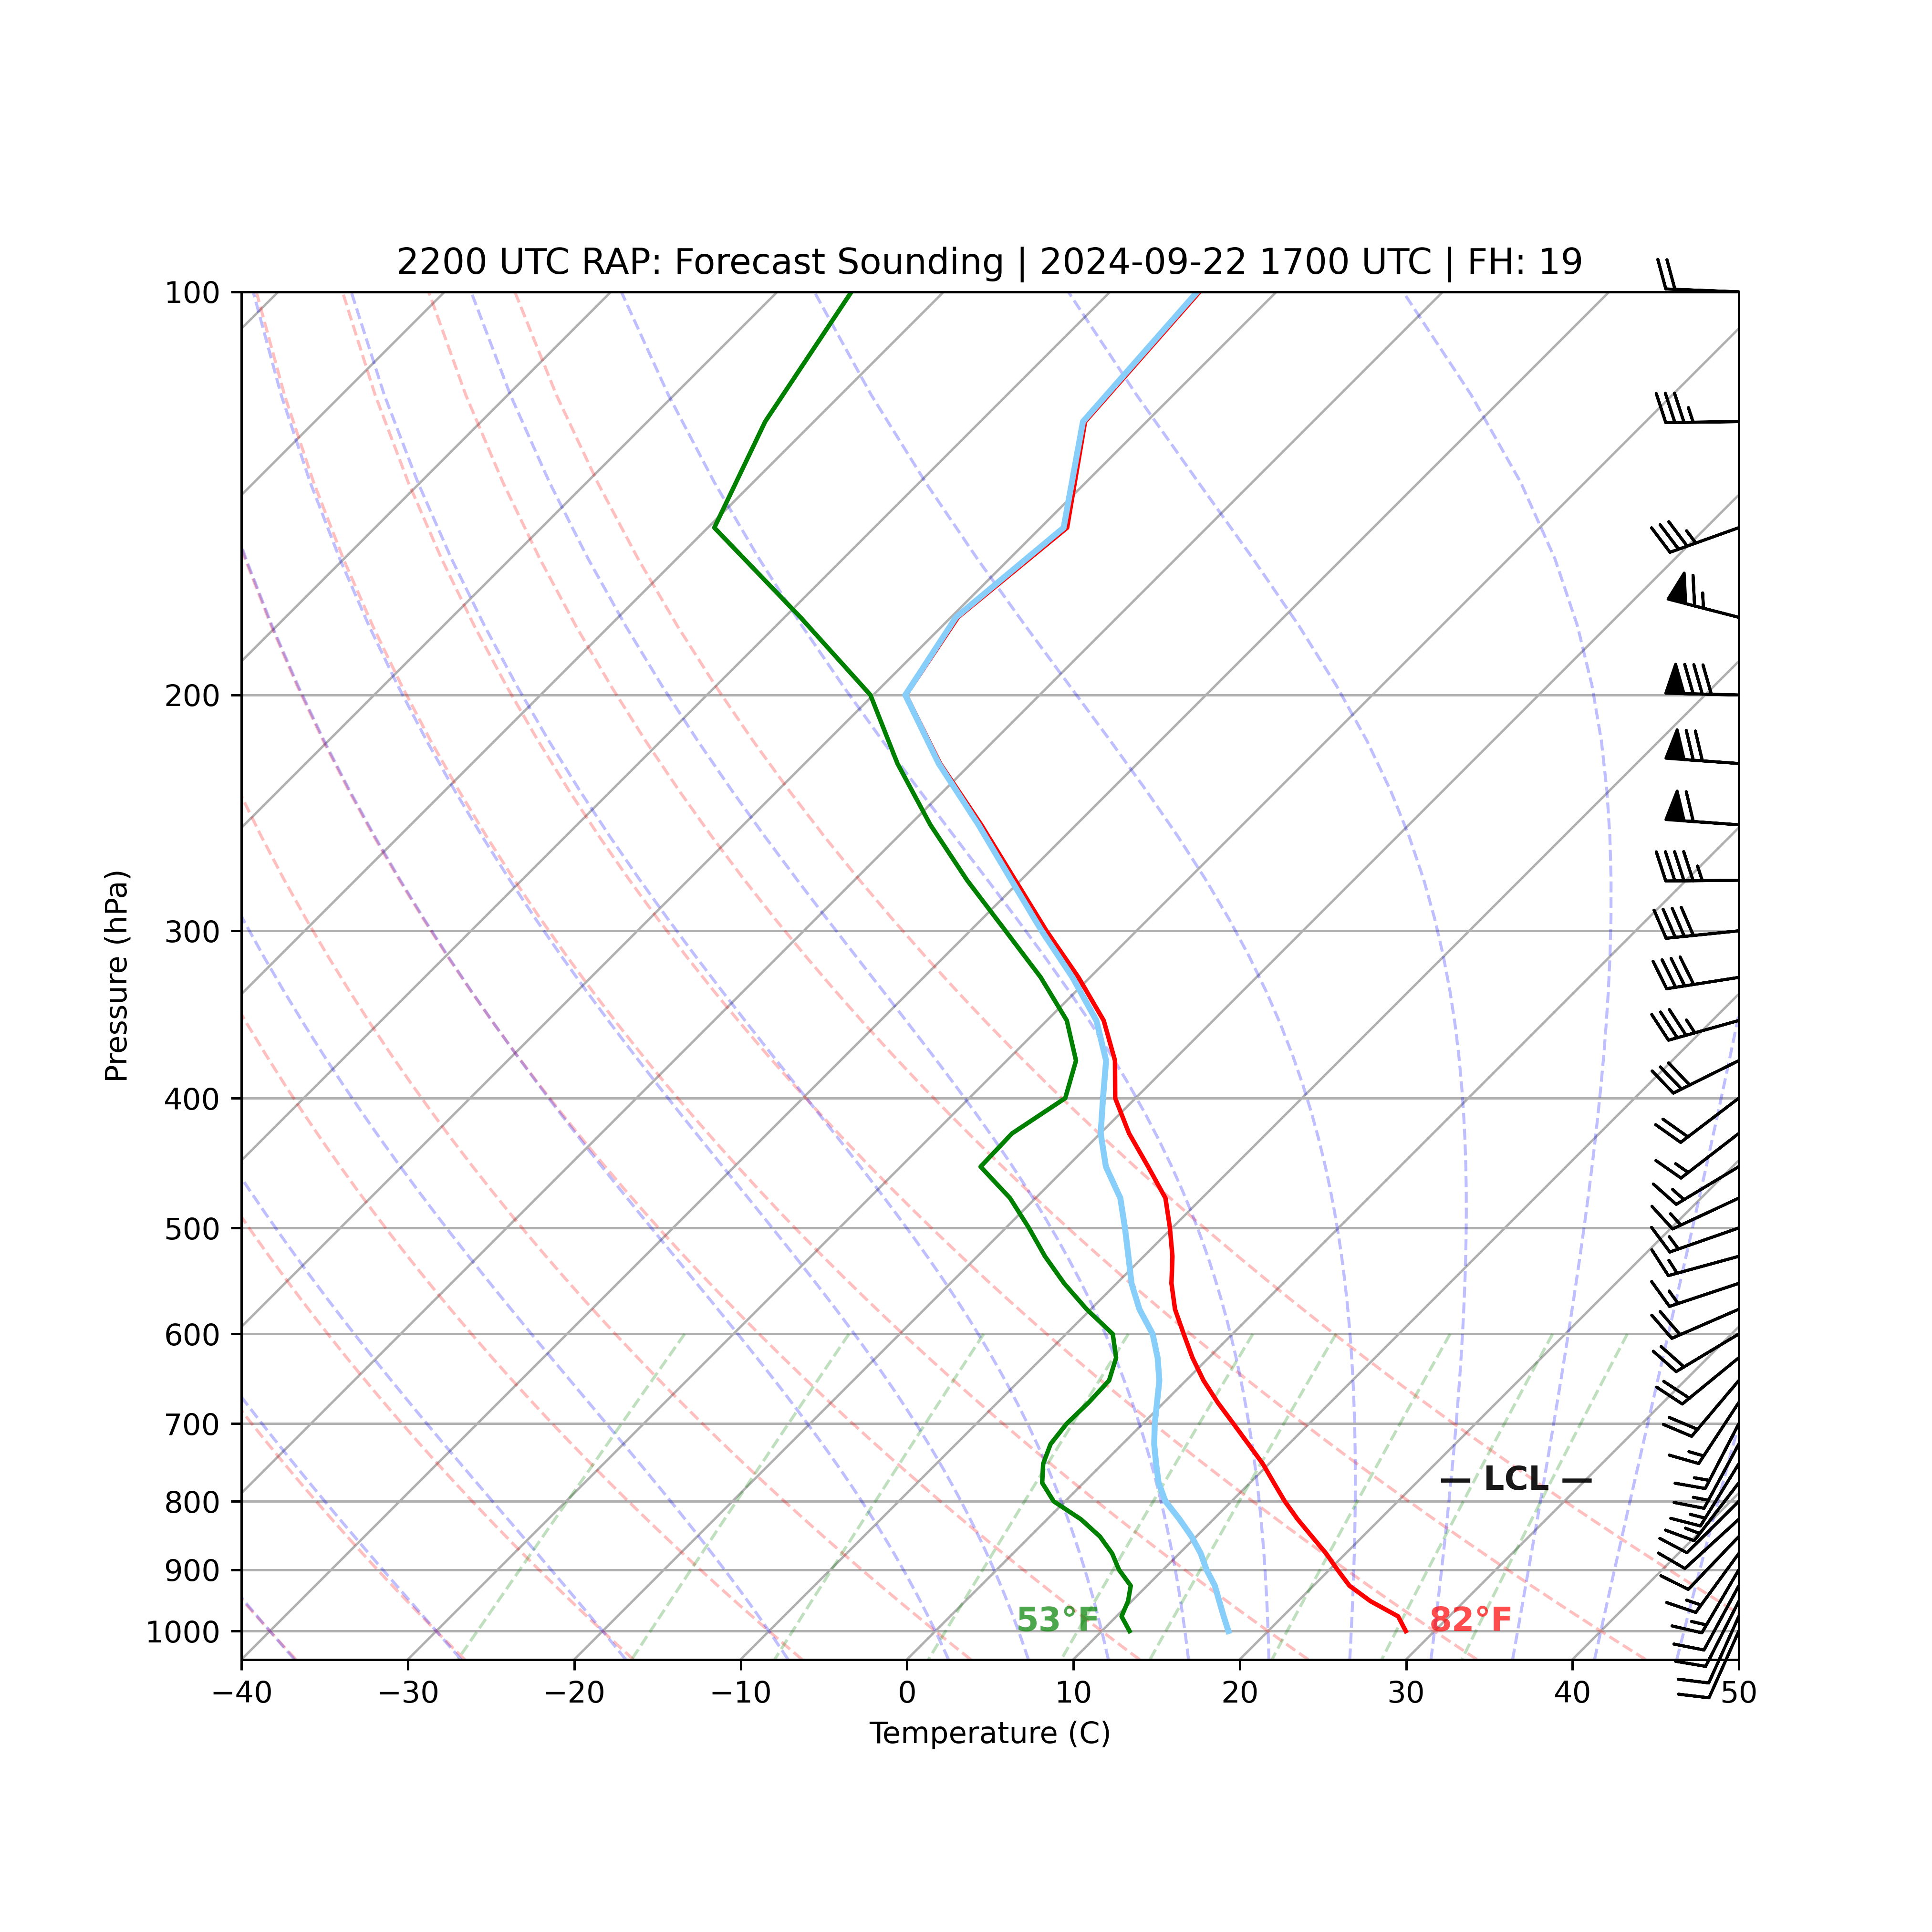 2200 UTC RAP: Forecast Sounding | 2024-09-22 1700 UTC | FH: 19
100
200
300
400
500
600
700
800
900
1000
Pressure (hPa)
— LCL —
53°F
82°F
−40 −30 −20 −10 0 10 20 30 40 50
Temperature (C)